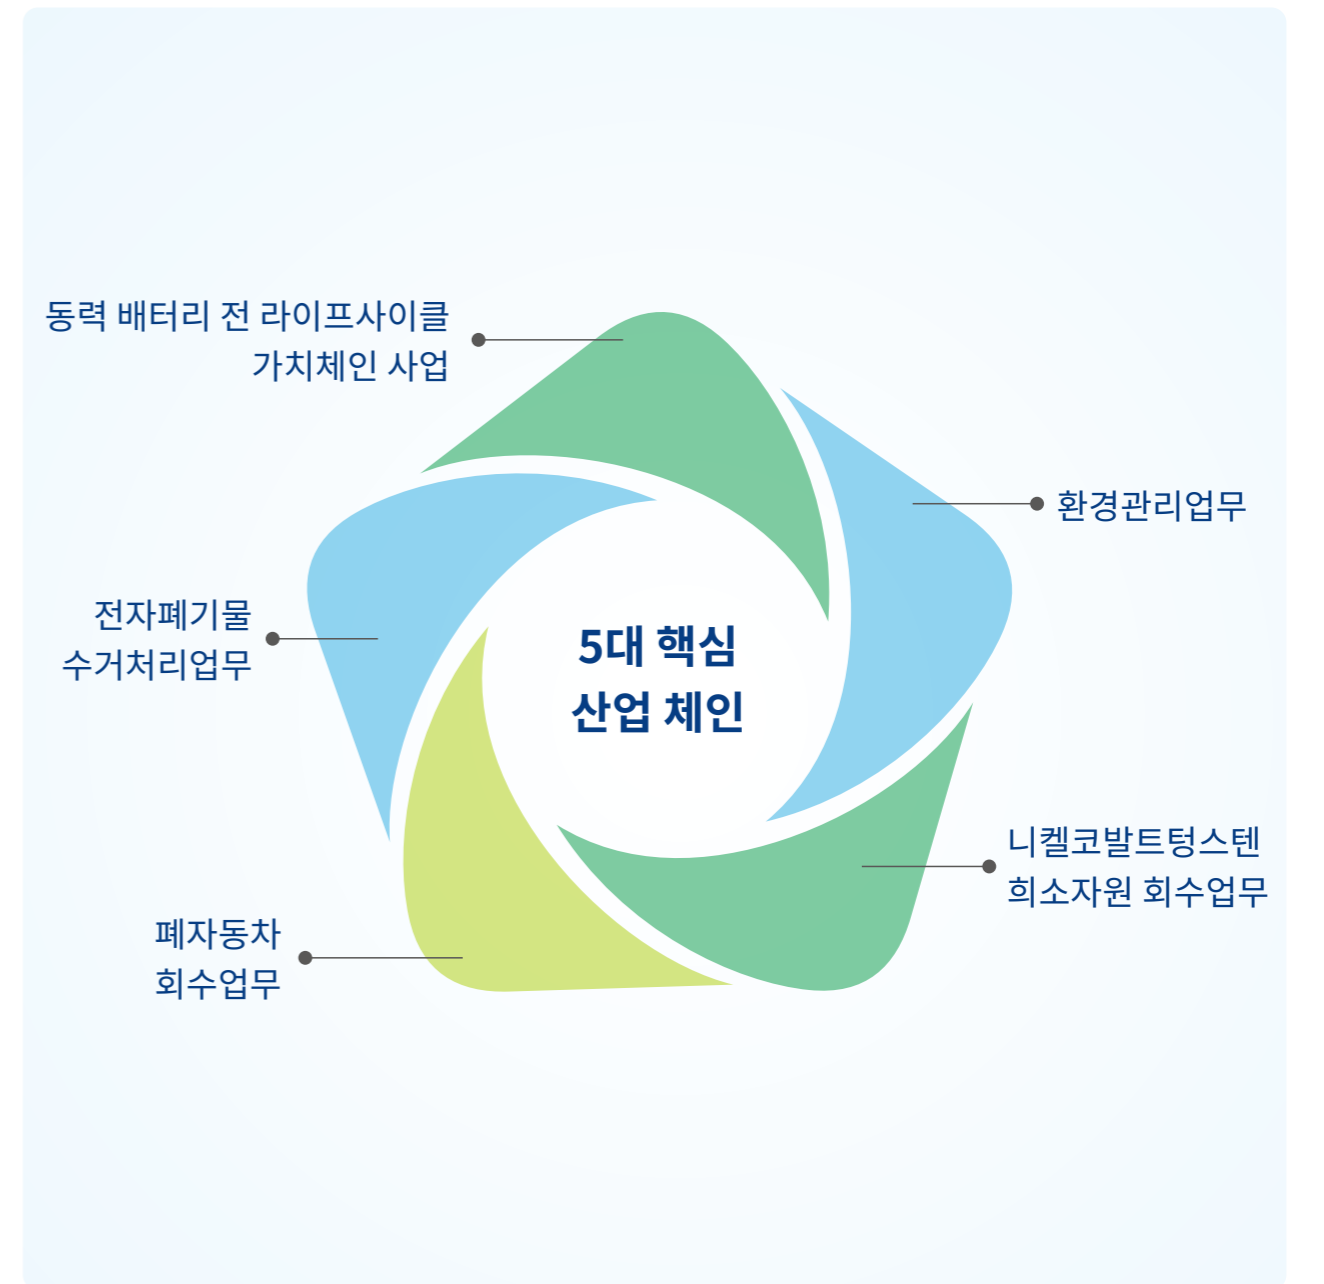 동력 배터리 전 라이프사이클
가치체인 사업
환경관리업무
전자폐기물
수거처리업무
5대 핵심
산업 체인
니켈코발트텅스텐
희소자원 회수업무
폐자동차
회수업무